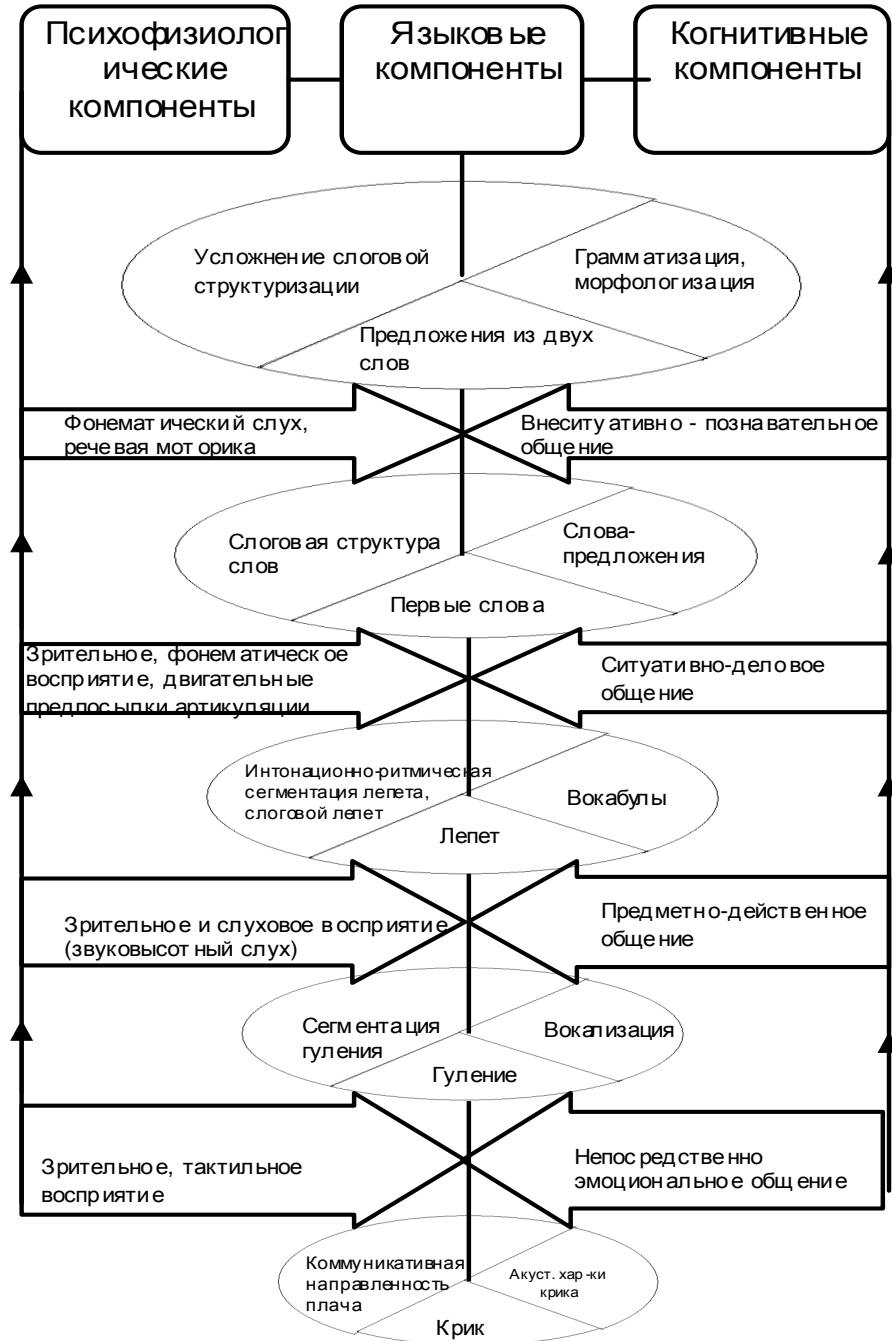 Психофизиолог
ические
компоненты
Языковые
компоненты
Когнитивные
компоненты
Усложнение слоговой
структуризации
Грамматизация,
морфологизация
Предложения из двух
слов
Фонематический слух,
речевая моторика
Внеситуативно - познавательное
общение
Слоговая структура
слов
Слова-
предложения
Первые слова
Зрительное, фонематическое
восприятие, двигательные
предпосылки артикуляции
Ситуативно-деловое
общение
Интонационно-ритмическая
сегментация лепета,
слоговой лепет
Вокабулы
Лепет
Зрительное и слуховое восприятие
(звуковысотный слух)
Предметно-действенное
общение
Сегментация
гуления
Вокализация
Гуление
Зрительное, тактильное
восприятие
Непосредственно
эмоциональное общение
Коммуникативная
направленность
плача
Акуст. хар-ки
крика
Крик